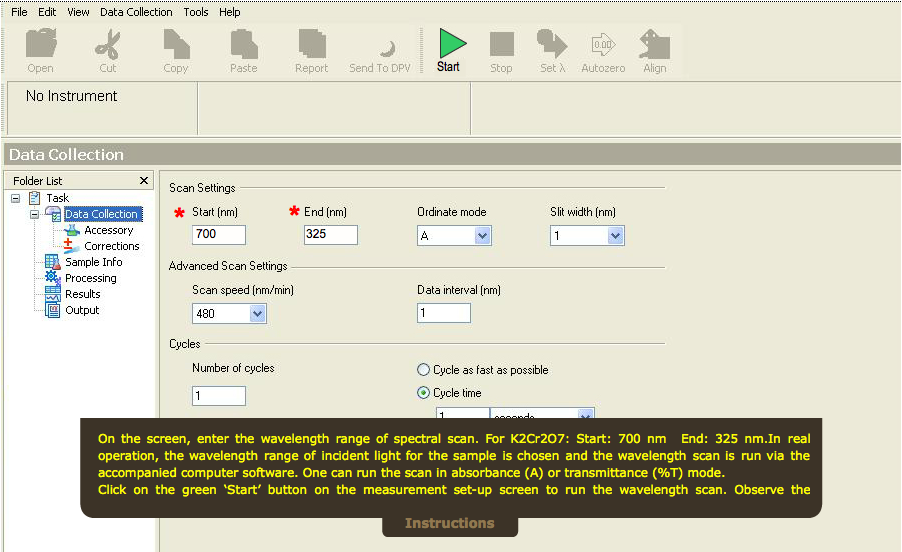 File Edit View Data Collection Tools Help
Open Cut Copy Paste Report Send To DPV Start Stop Set λ Autozero Align
0.00
No Instrument
Data Collection
Folder List
Task
Data Collection
Accessory
Corrections
Sample Info
Processing
Results
Output
Scan Settings
* Start (nm) * End (nm) Ordinate mode Slit width (nm)
700 325 A 1
Advanced Scan Settings
Scan speed (nm/min) Data interval (nm)
480 1
Cycles
Number of cycles Cycle as fast as possible
1 Cycle time
1 seconds
On the screen, enter the wavelength range of spectral scan. For K2Cr2O7: Start: 700 nm End: 325 nm.In real
operation, the wavelength range of incident light for the sample is chosen and the wavelength scan is run via the
accompanied computer software. One can run the scan in absorbance (A) or transmittance (%T) mode.
Click on the green ‘Start’ button on the measurement set-up screen to run the wavelength scan. Observe the
Instructions